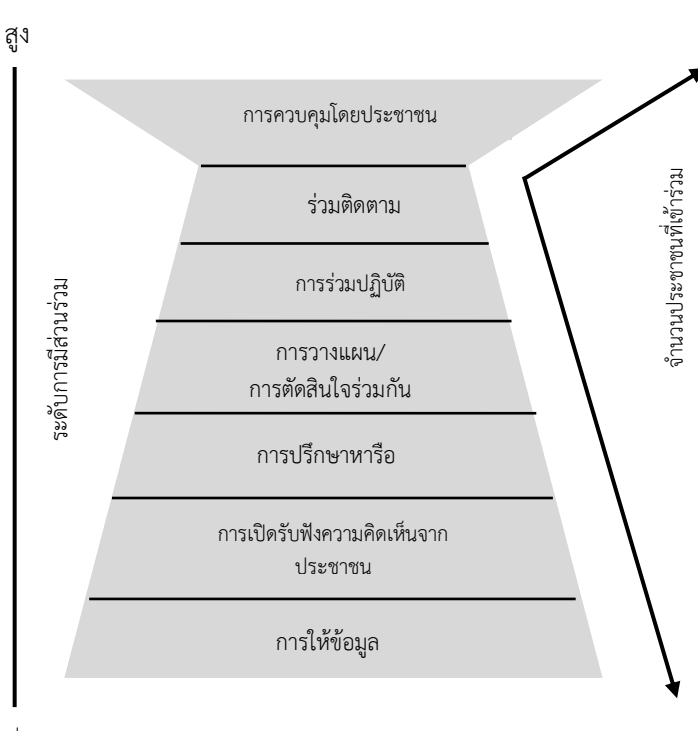 สูง
การควบคุมโดยประชาชน
ร่วมติดตาม
การร่วมปฏิบัติ
การวางแผน/
การตัดสินใจร่วมกัน
การปรึกษาหารือ
การเปิดรับฟังความคิดเห็นจาก
ประชาชน
การให้ข้อมูล
ระดับการมีส่วนร่วม
จำนวนประชาชนที่เข้าร่วม